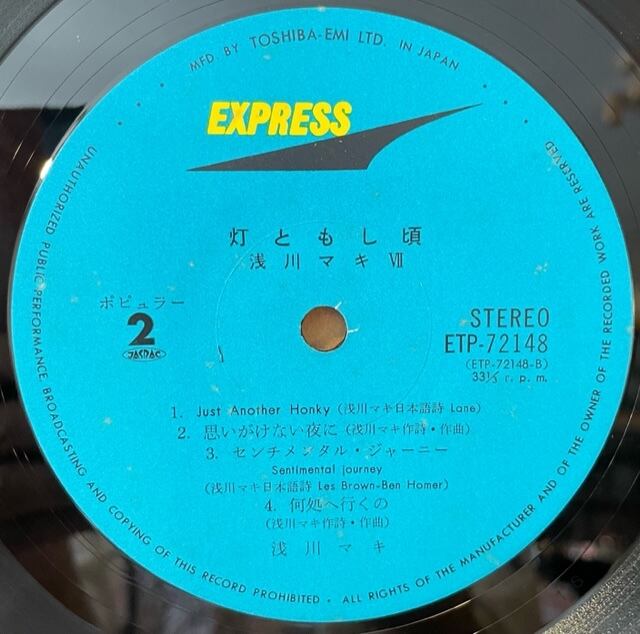 MFD. BY TOSHIBA-EMI LTD. IN JAPAN
EXPRESS
灯ともし頃
浅川マキ Ⅶ
ポピュラー
2
JASRAC
STEREO
ETP-72148
(ETP-72148-B)
33⅓ r. p. m.
1. Just Another Honky (浅川マキ日本語詩 Lane)
2. 思いがけない夜に (浅川マキ作詩・作曲)
3. センチメンタル・ジャーニー
Sentimental journey
(浅川マキ日本語詩 Les Brown-Ben Homer)
4. 何処へ行くの
(浅川マキ作詩・作曲)
浅川マキ
UNAUTHORIZED PUBLIC PERFORMANCE BROADCASTING AND COPYING OF THIS RECORD PROHIBITED · ALL RIGHTS OF THE MANUFACTURER AND OF THE OWNER OF THE RECORDED WORK ARE RESERVED